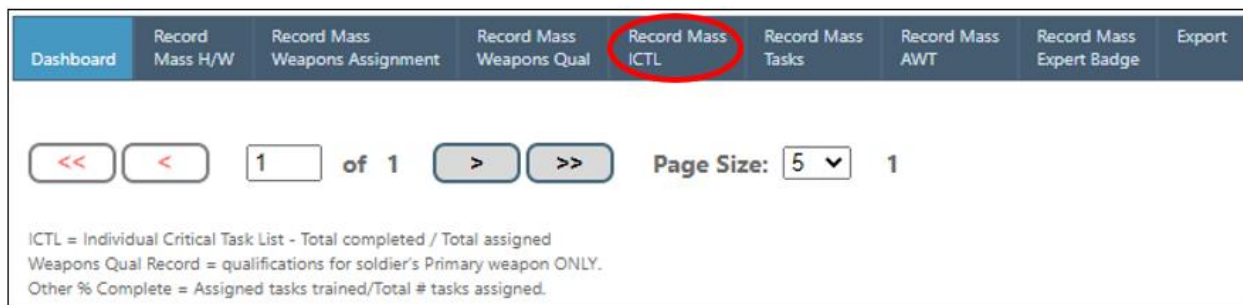 Dashboard
Record Mass H/W
Record Mass Weapons Assignment
Record Mass Weapons Qual
Record Mass ICTL
Record Mass Tasks
Record Mass AWT
Record Mass Expert Badge
Export
<< < 1 of 1 > >> Page Size: 5 1
ICTL = Individual Critical Task List - Total completed / Total assigned
Weapons Qual Record = qualifications for soldier's Primary weapon ONLY.
Other % Complete = Assigned tasks trained/Total # tasks assigned.